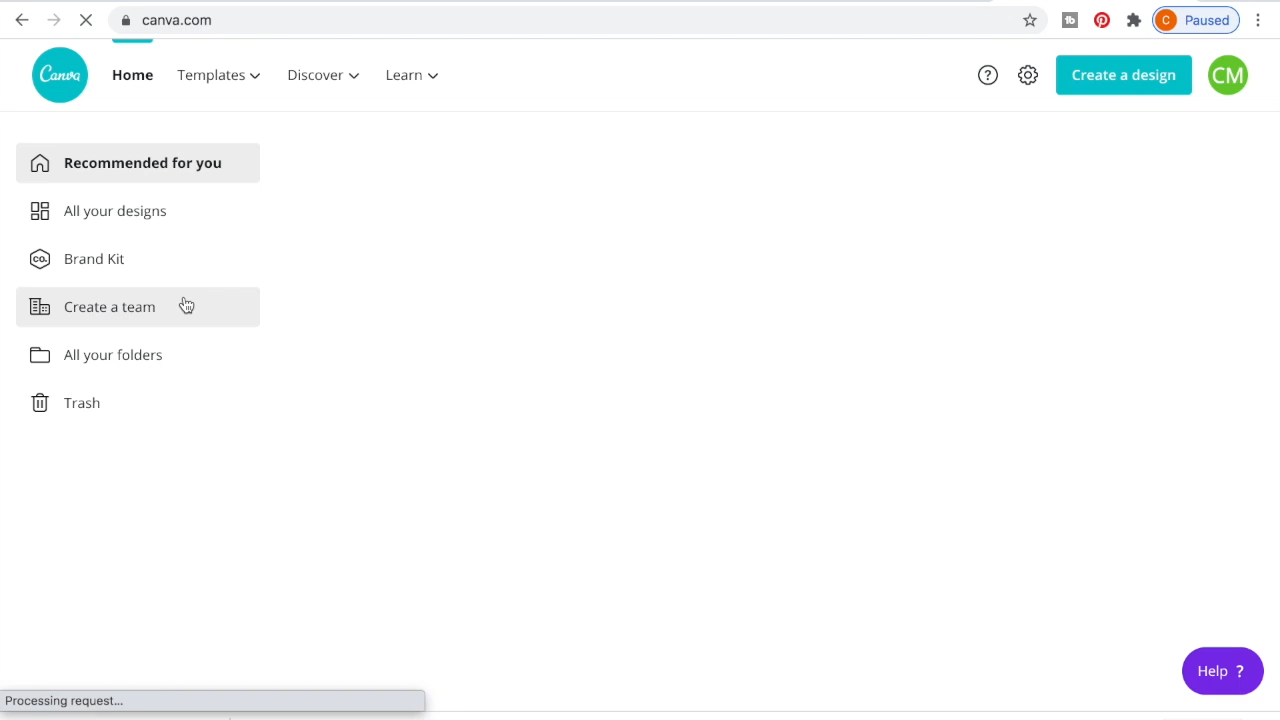 canva.com
C Paused
Canva
Home Templates Discover Learn
Create a design
CM
Recommended for you
All your designs
CO. Brand Kit
Create a team
All your folders
Trash
Help ?
Processing request...